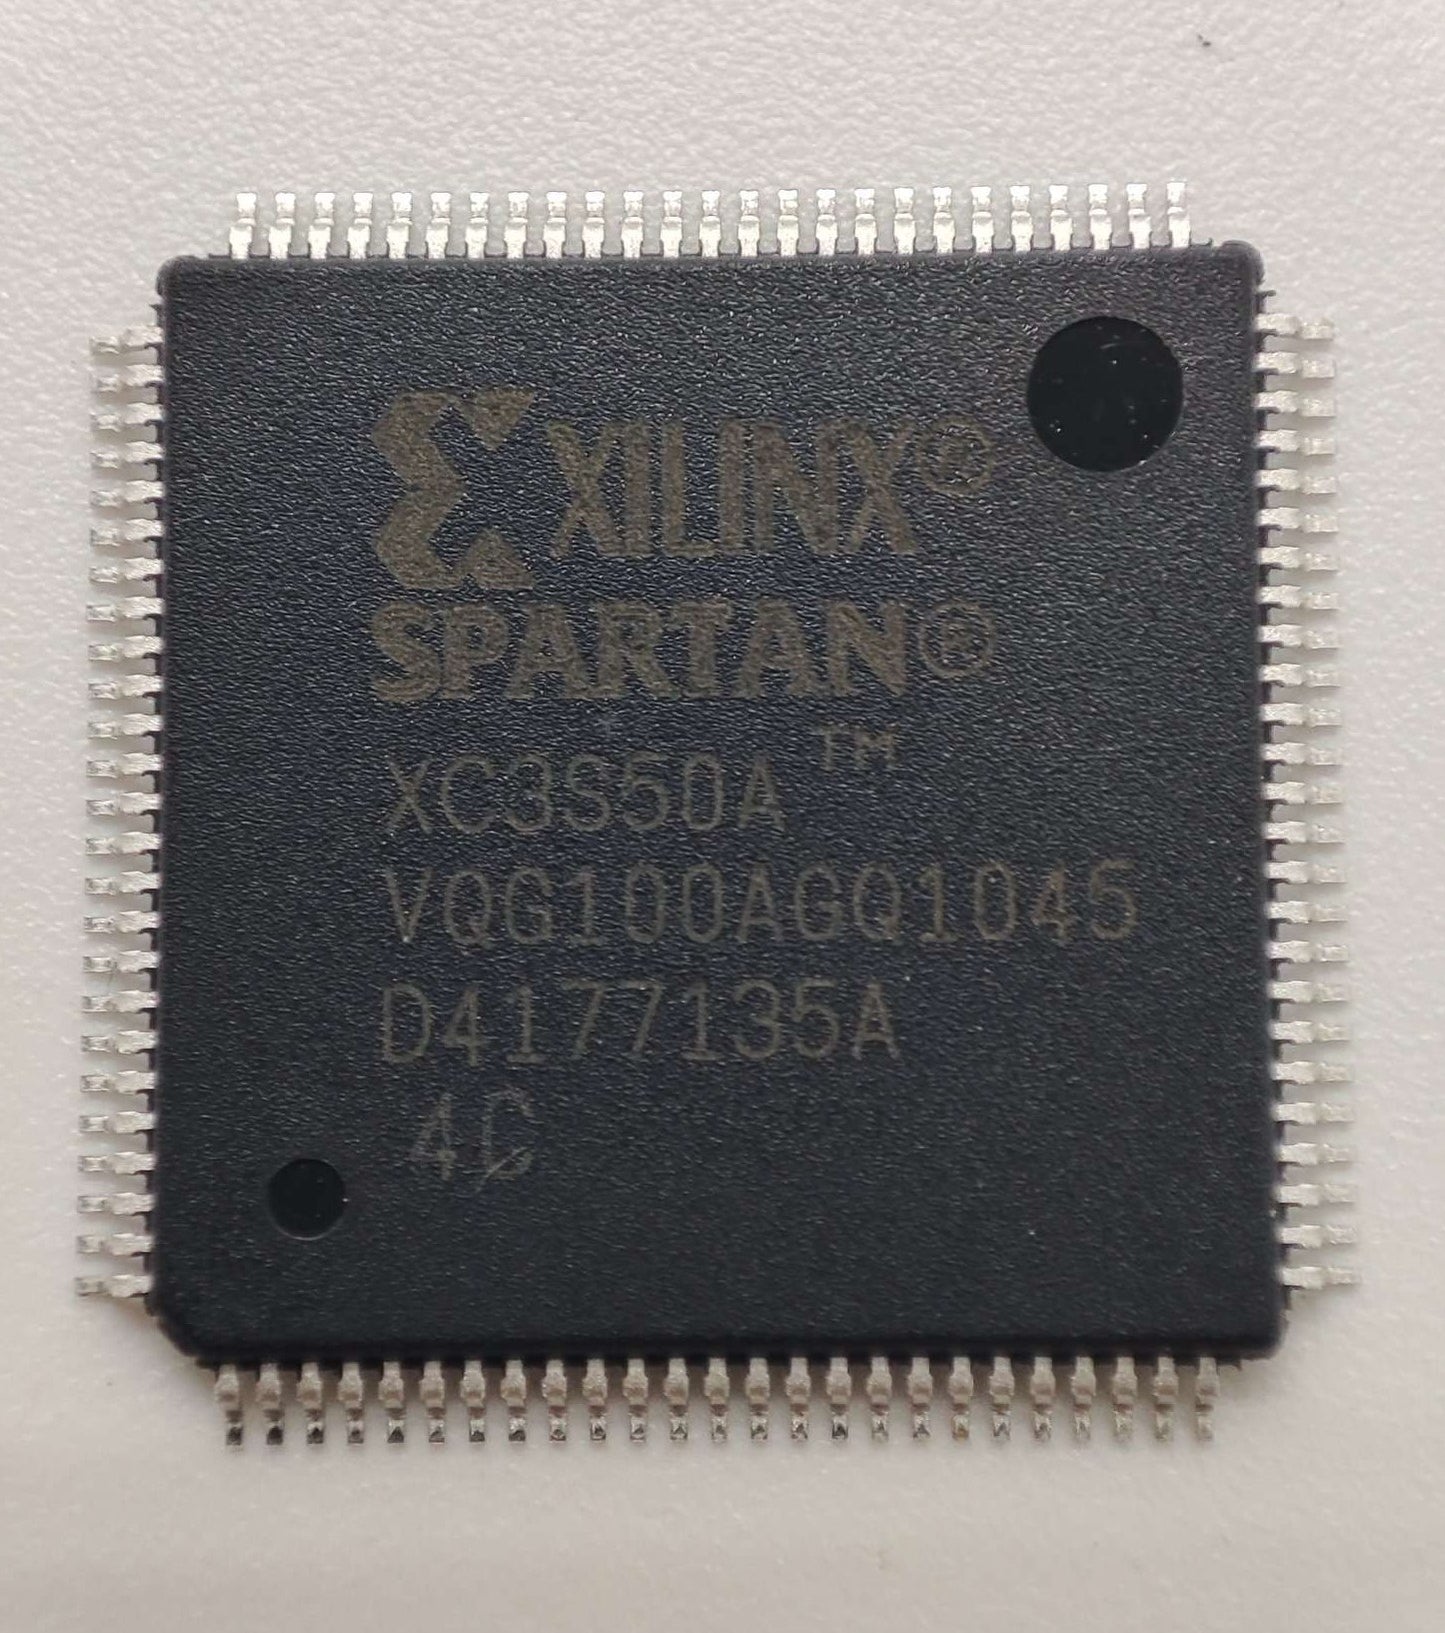 XILINX®
SPARTAN®
XC3S50A™
VQG100AGQ1045
D4177135A
4C